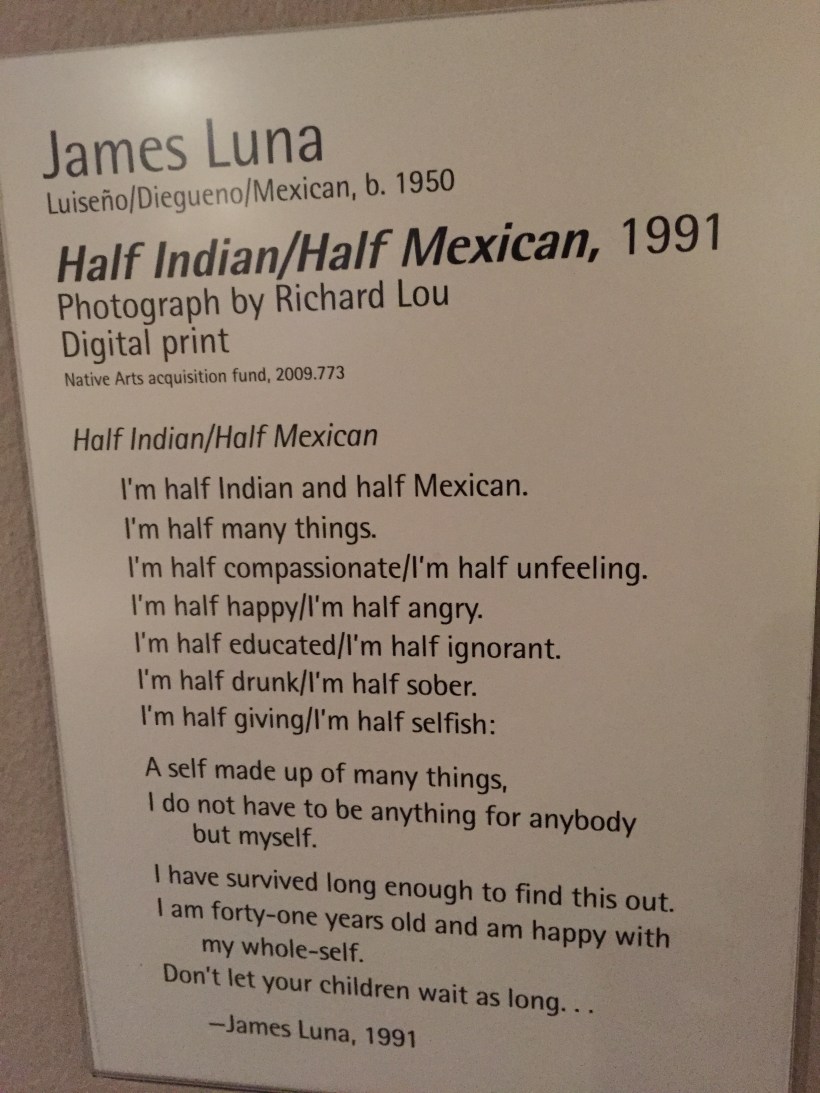 James Luna
Luiseño/Diegueno/Mexican, b. 1950
Half Indian/Half Mexican, 1991
Photograph by Richard Lou
Digital print
Native Arts acquisition fund, 2009.773
Half Indian/Half Mexican
I'm half Indian and half Mexican.
I'm half many things.
I'm half compassionate/I'm half unfeeling.
I'm half happy/I'm half angry.
I'm half educated/I'm half ignorant.
I'm half drunk/I'm half sober.
I'm half giving/I'm half selfish:
A self made up of many things,
I do not have to be anything for anybody
but myself.
I have survived long enough to find this out.
I am forty-one years old and am happy with
my whole-self.
Don't let your children wait as long. . .
—James Luna, 1991